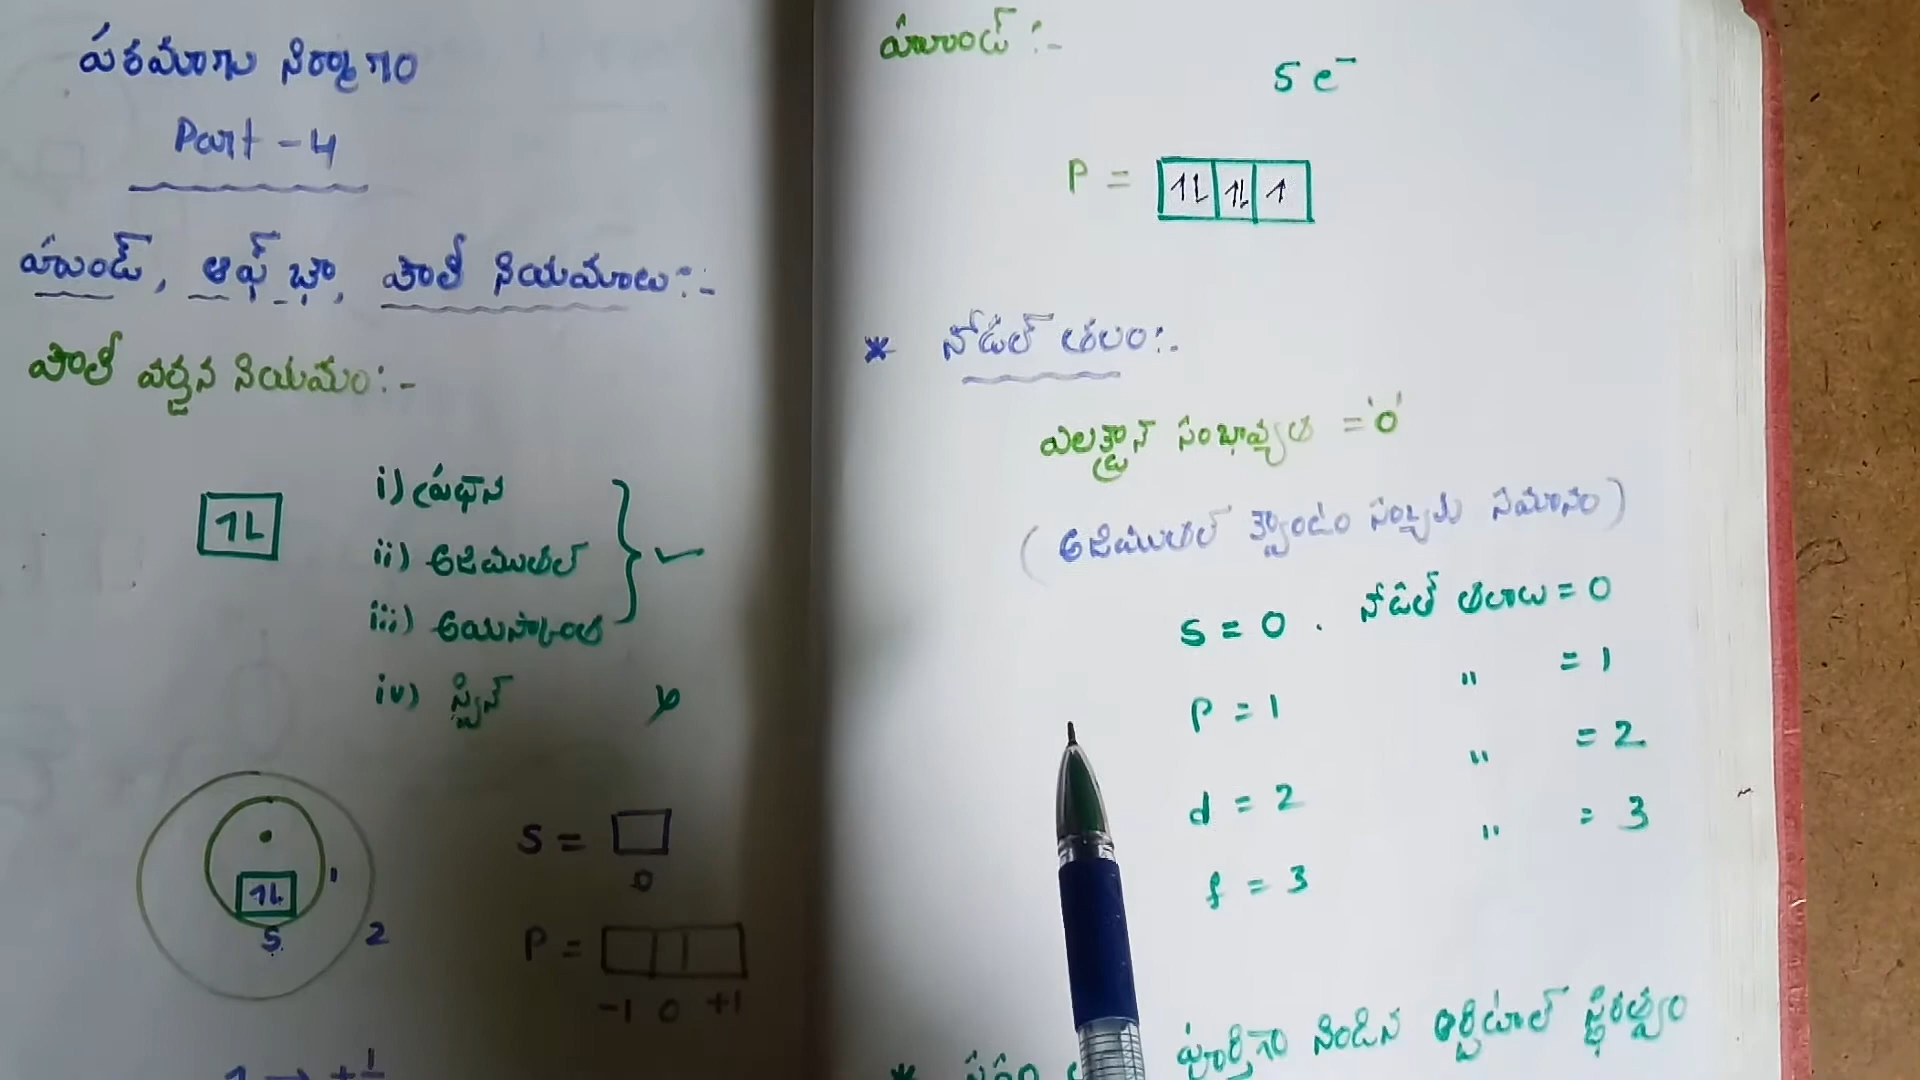 పరమాణు నిర్మాణం
Part - 4
హుండ్, ఆఫ్ బా, పౌలీ నియమాలు :-
పౌలీ వర్జన నియమం :-
↑↓
i) ప్రధాన
ii) అజిముతల్
iii) అయస్కాంత
iv) స్పిన్
↑↓
S
1
2
S =
0
P =
-1 0 +1
హుండ్ :-
5 e⁻
P = ↑↓ ↑↓ ↑
* నోడల్ తలం :-
ఎలక్ట్రాన్ సంభావ్యత = '0'
( అజిముతల్ క్వాంటం సంఖ్యకు సమానం )
S = 0 . నోడల్ తలాలు = 0
P = 1 " = 1
d = 2 " = 2
f = 3 " = 3
* పూర్తిగా నిండిన ఆర్బిటాల్ స్థిరత్వం